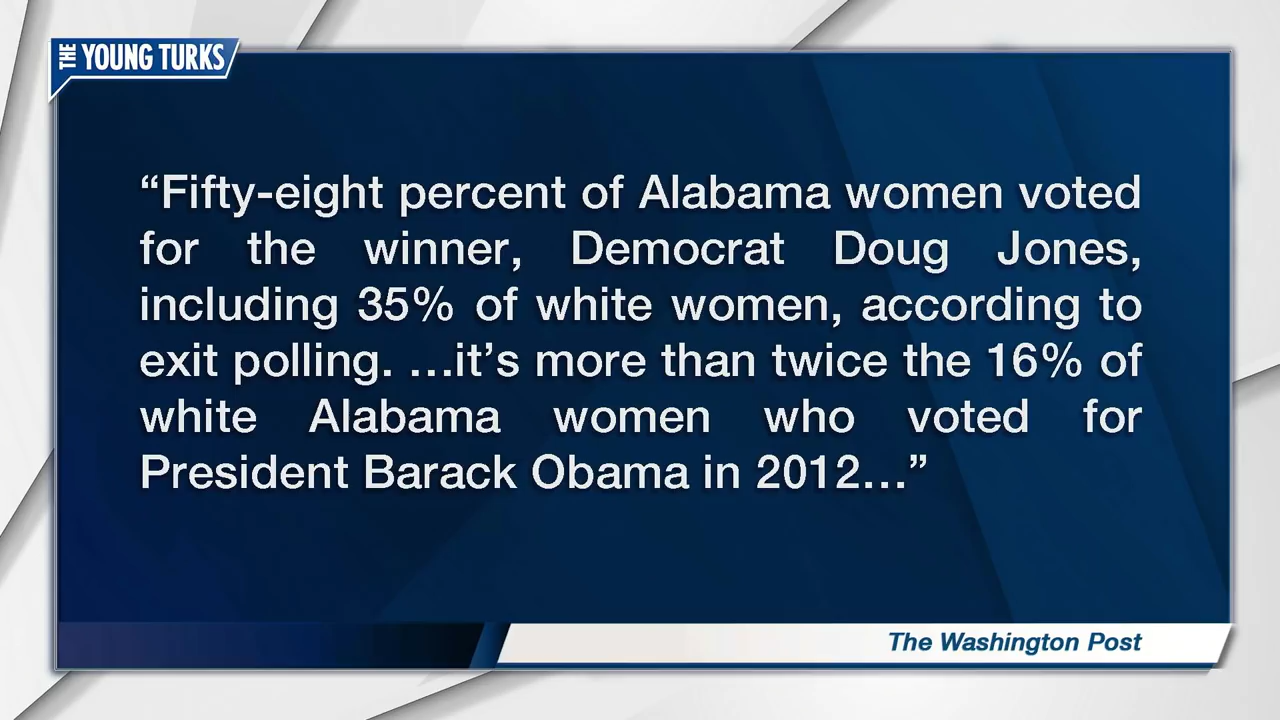 THE YOUNG TURKS
“Fifty-eight percent of Alabama women voted
for the winner, Democrat Doug Jones,
including 35% of white women, according to
exit polling. …it’s more than twice the 16% of
white Alabama women who voted for
President Barack Obama in 2012…”
The Washington Post